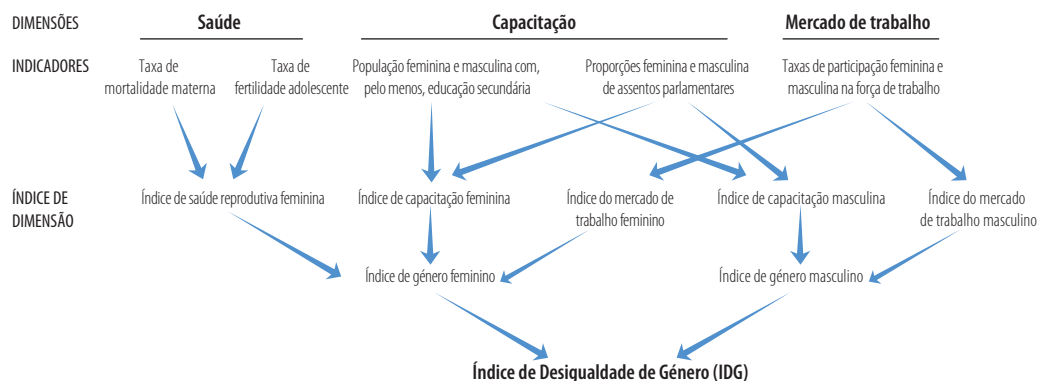 DIMENSÕES Saúde Capacitação Mercado de trabalho
INDICADORES Taxa de Taxa de População feminina e masculina com, Proporções feminina e masculina Taxas de participação feminina e
mortalidade materna fertilidade adolescente pelo menos, educação secundária de assentos parlamentares masculina na força de trabalho
ÍNDICE DE Índice de saúde reprodutiva feminina Índice de capacitação feminina Índice do mercado de Índice de capacitação masculina Índice do mercado
DIMENSÃO trabalho feminino de trabalho masculino
Índice de género feminino Índice de género masculino
Índice de Desigualdade de Género (IDG)